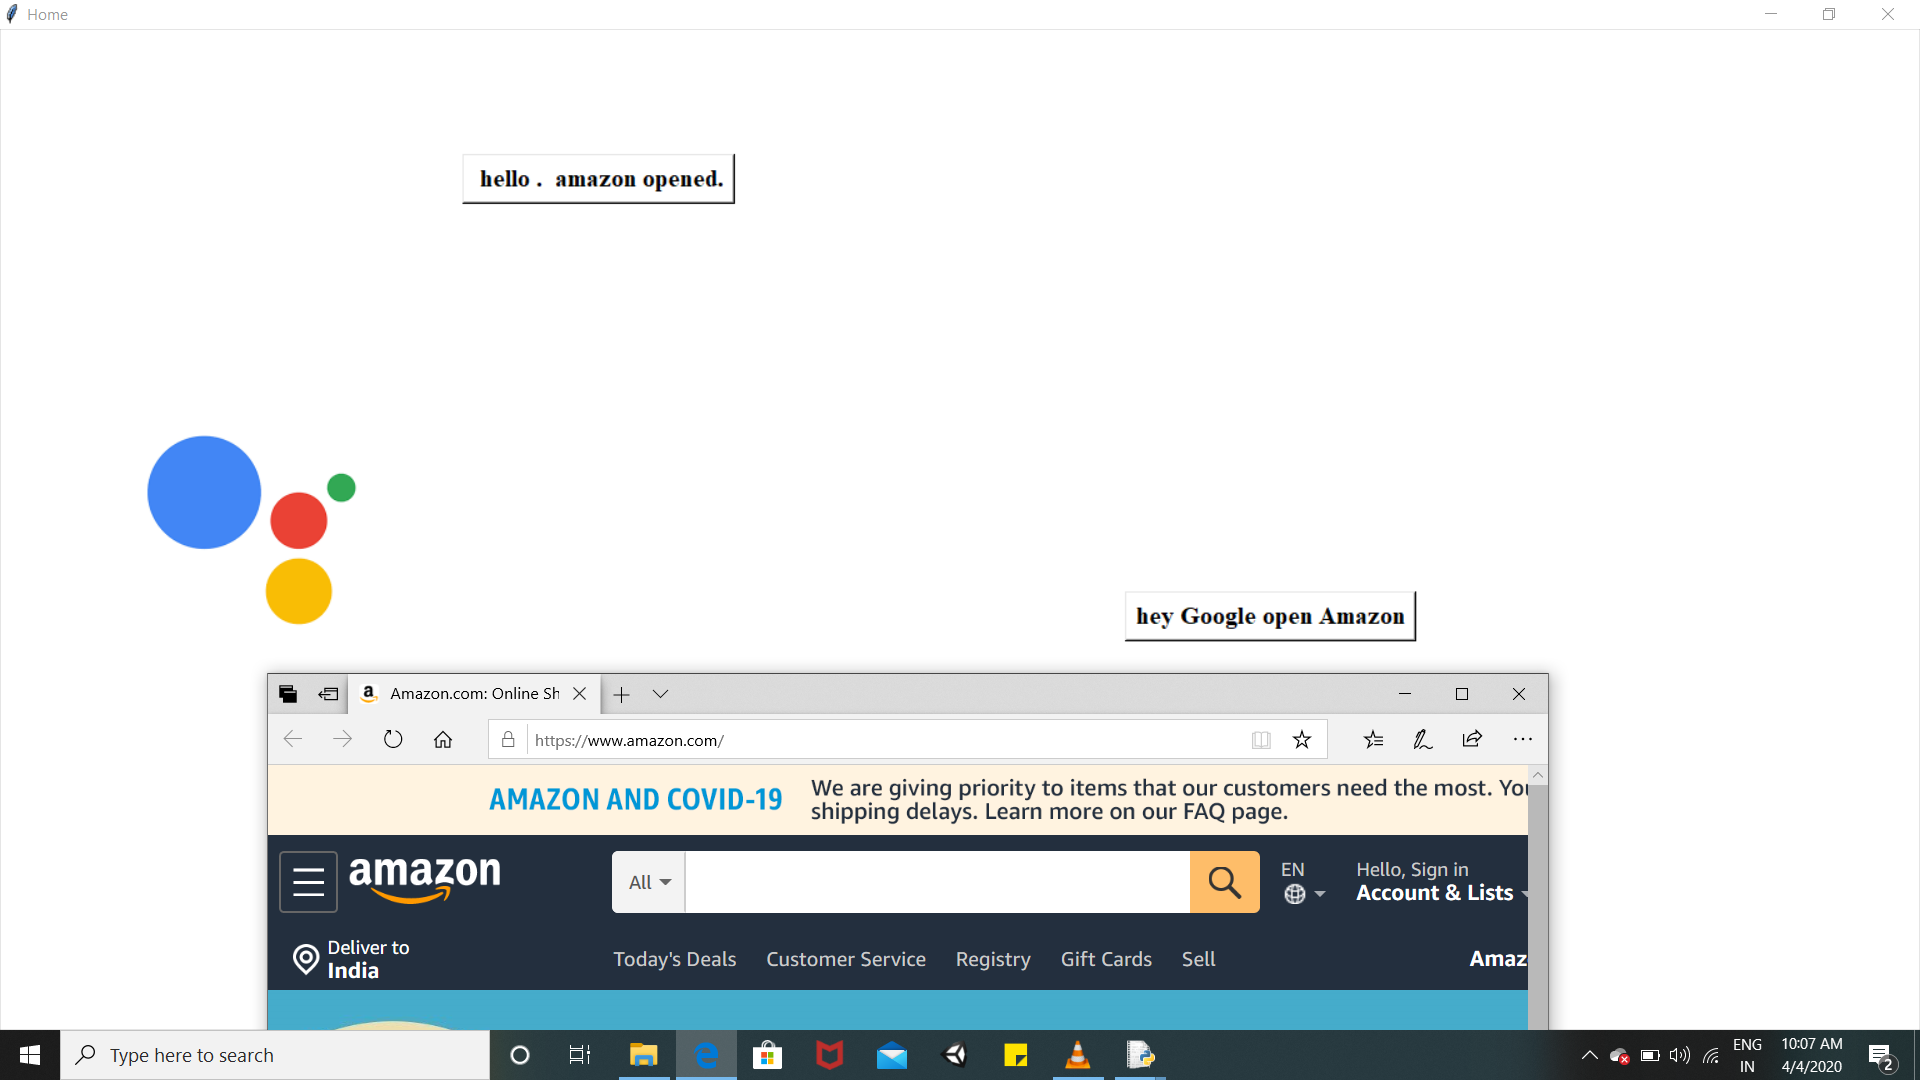 Home
hello .  amazon opened.
hey Google open Amazon
Amazon.com: Online Sh
https://www.amazon.com/
AMAZON AND COVID-19
We are giving priority to items that our customers need the most. You
shipping delays. Learn more on our FAQ page.
amazon
All
EN
Hello, Sign in
Account & Lists
Deliver to
India
Today's Deals
Customer Service
Registry
Gift Cards
Sell
Amaz
Type here to search
ENG
IN
10:07 AM
4/4/2020
2